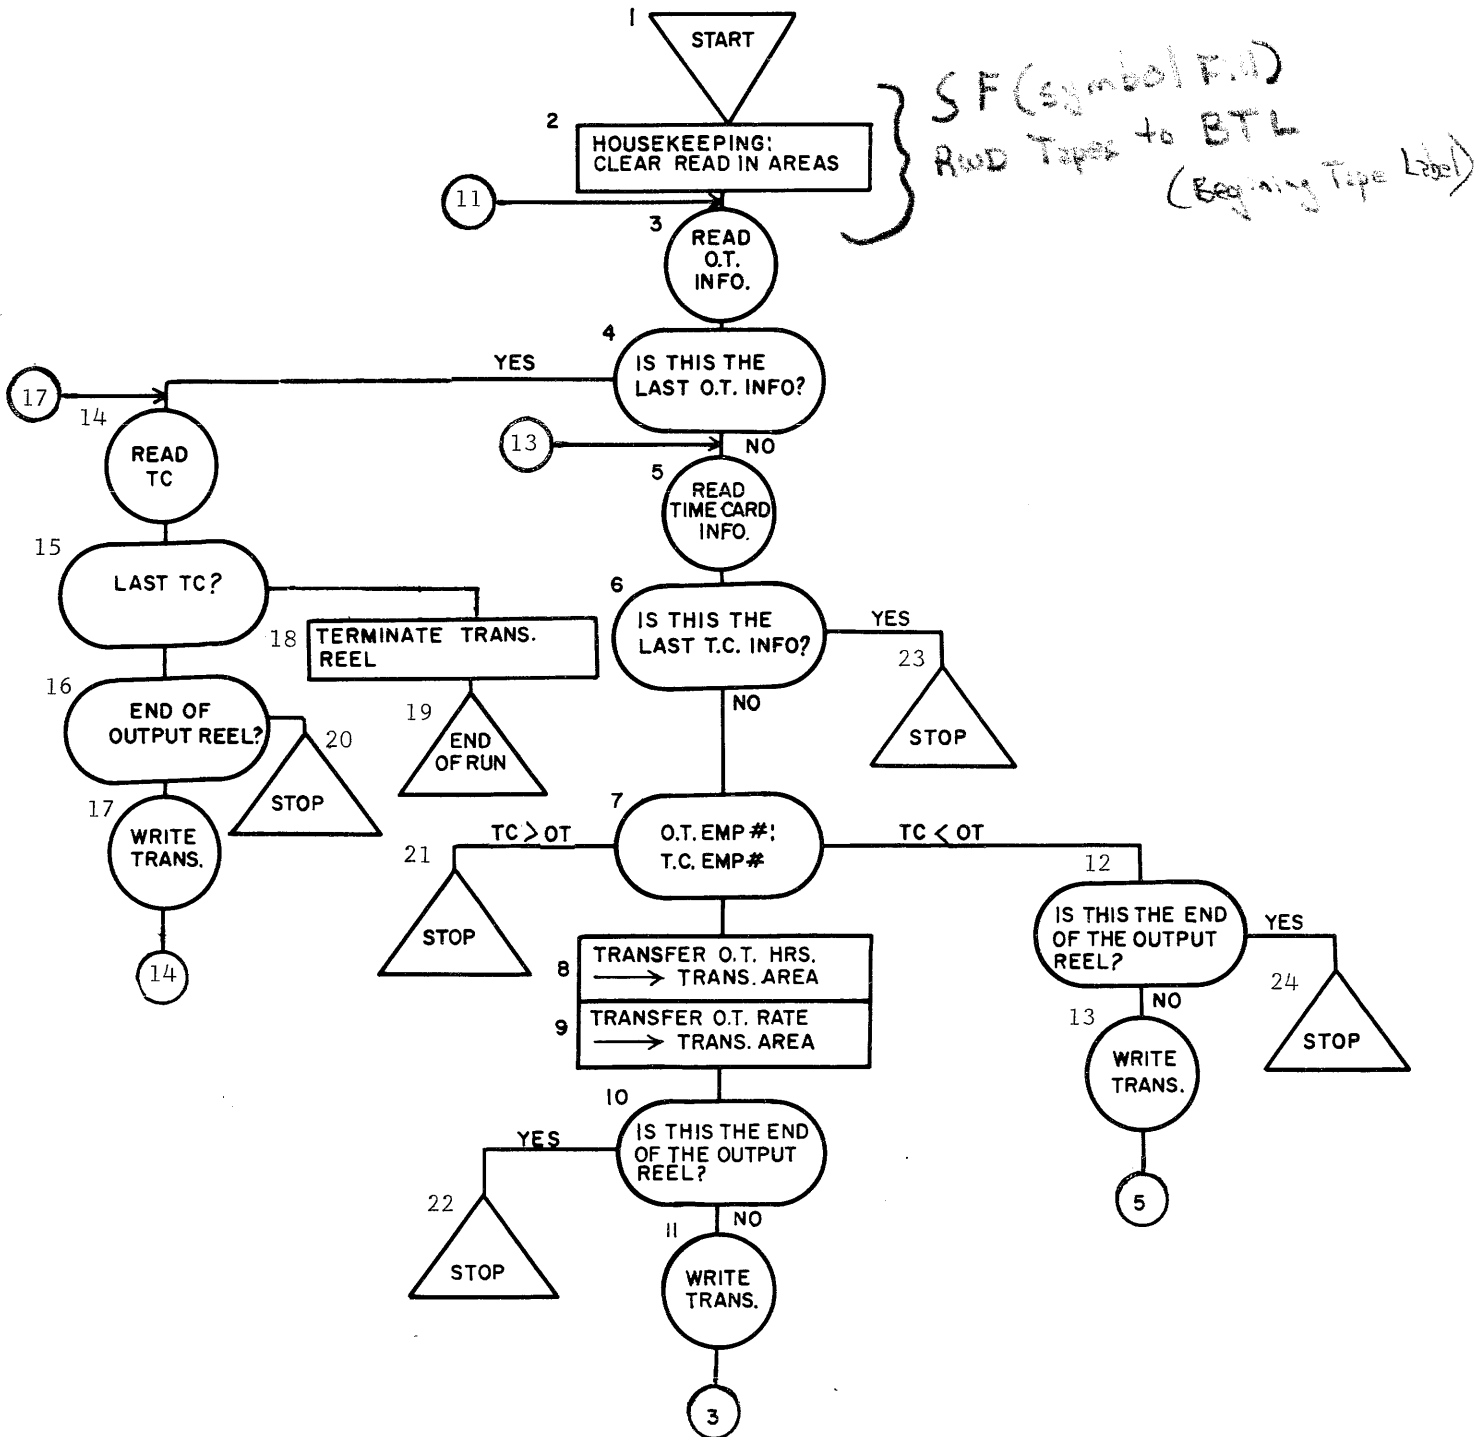 1
START
SF (symbol Fill)
RWD Tapes to BTL
(Begining Tape Label)
2
HOUSEKEEPING:
CLEAR READ IN AREAS
11
3
READ
O.T.
INFO.
4
IS THIS THE
LAST O.T. INFO?
YES
NO
17
14
READ
TC
13
5
READ
TIME CARD
INFO.
15
LAST TC?
6
IS THIS THE
LAST T.C. INFO?
YES
NO
23
STOP
18
TERMINATE TRANS.
REEL
19
END
OF RUN
16
END OF
OUTPUT REEL?
20
STOP
17
WRITE
TRANS.
14
7
O.T. EMP #:
T.C. EMP#
TC > OT
TC < OT
21
STOP
12
IS THIS THE END
OF THE OUTPUT
REEL?
YES
NO
24
STOP
13
WRITE
TRANS.
5
8
TRANSFER O.T. HRS.
→ TRANS. AREA
9
TRANSFER O.T. RATE
→ TRANS. AREA
10
IS THIS THE END
OF THE OUTPUT
REEL?
YES
NO
22
STOP
11
WRITE
TRANS.
3